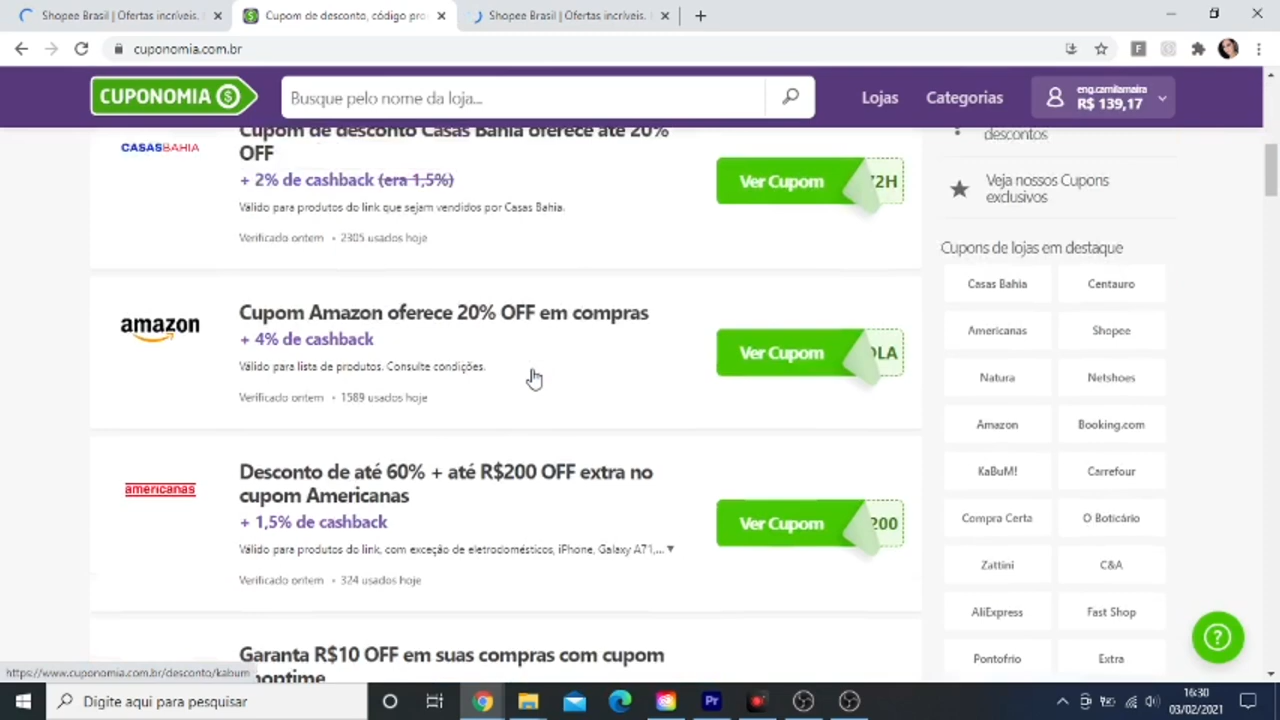 Shopee Brasil | Ofertas incríveis.
Cupom de desconto, código pro
Shopee Brasil | Ofertas incríveis.
cuponomia.com.br
CUPONOMIA
Busque pelo nome da loja...
Lojas
Categorias
eng.camilamaira
R$ 139,17
Cupom de desconto Casas Bahia oferece até 20%
OFF
CASASBAHIA
+ 2% de cashback (era 1,5%)
Válido para produtos do link que sejam vendidos por Casas Bahia.
Verificado ontem • 2305 usados hoje
Ver Cupom
72H
amazon
Cupom Amazon oferece 20% OFF em compras
+ 4% de cashback
Válido para lista de produtos. Consulte condições.
Verificado ontem • 1589 usados hoje
Ver Cupom
OLA
americanas
Desconto de até 60% + até R$200 OFF extra no
cupom Americanas
+ 1,5% de cashback
Válido para produtos do link, com exceção de eletrodomésticos, iPhone, Galaxy A71,... ▼
Verificado ontem • 324 usados hoje
Ver Cupom
200
Garanta R$10 OFF em suas compras com cupom
descontos
Veja nossos Cupons
exclusivos
Cupons de lojas em destaque
Casas Bahia
Centauro
Americanas
Shopee
Natura
Netshoes
Amazon
Booking.com
KaBuM!
Carrefour
Compra Certa
O Boticário
Zattini
C&A
AliExpress
Fast Shop
Pontofrio
Extra
https://www.cuponomia.com.br/desconto/kabum
Digite aqui para pesquisar
Pr
16:30
03/02/2021